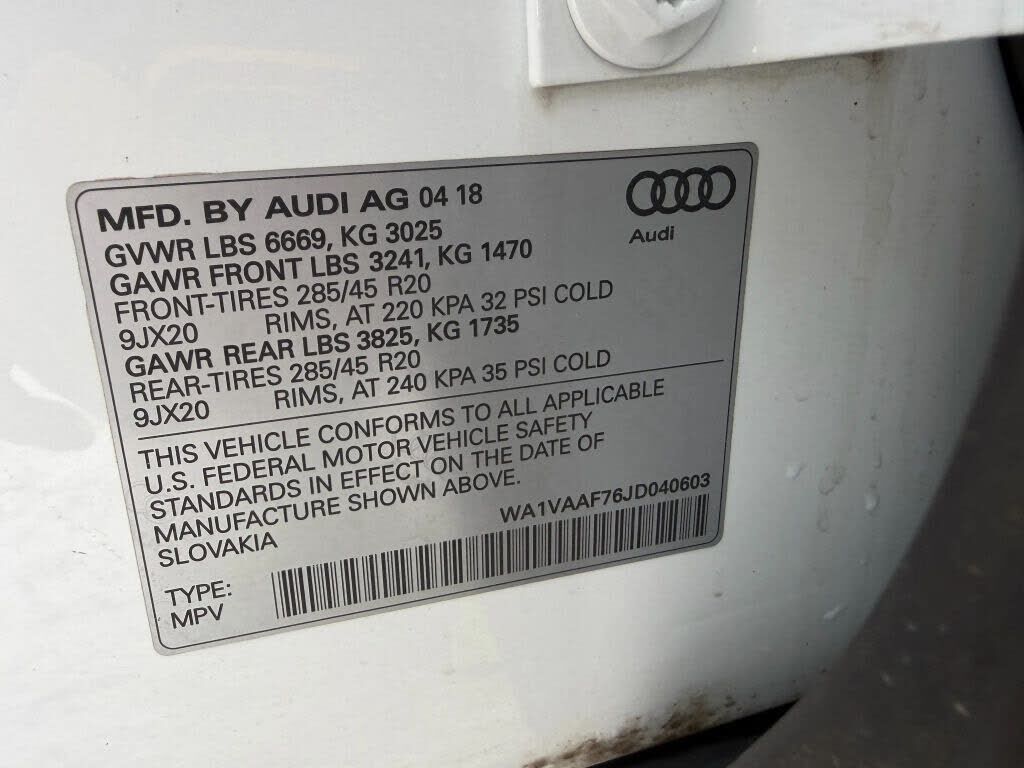 MFD. BY AUDI AG 04 18
Audi
GVWR LBS 6669, KG 3025
GAWR FRONT LBS 3241, KG 1470
FRONT-TIRES 285/45 R20
9JX20 RIMS, AT 220 KPA 32 PSI COLD
GAWR REAR LBS 3825, KG 1735
REAR-TIRES 285/45 R20
9JX20 RIMS, AT 240 KPA 35 PSI COLD
THIS VEHICLE CONFORMS TO ALL APPLICABLE
U.S. FEDERAL MOTOR VEHICLE SAFETY
STANDARDS IN EFFECT ON THE DATE OF
MANUFACTURE SHOWN ABOVE.
SLOVAKIA
WA1VAAF76JD040603
TYPE:
MPV